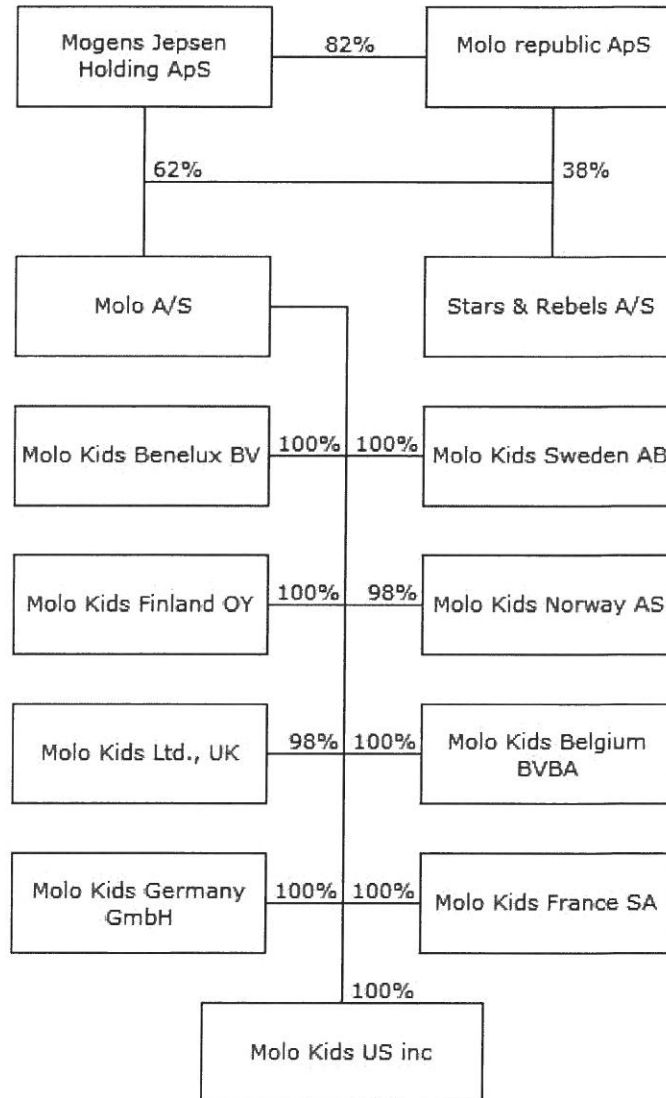 Mogens Jepsen
Holding ApS
82%
Molo republic ApS
62%
38%
Molo A/S
Stars & Rebels A/S
Molo Kids Benelux BV
100%
100%
Molo Kids Sweden AB
Molo Kids Finland OY
100%
98%
Molo Kids Norway AS
Molo Kids Ltd., UK
98%
100%
Molo Kids Belgium
BVBA
Molo Kids Germany
GmbH
100%
100%
Molo Kids France SA
100%
Molo Kids US inc